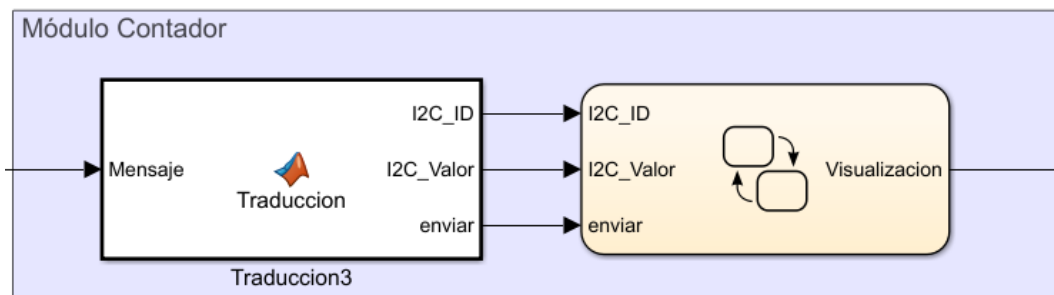 Módulo Contador
Mensaje
Traduccion
I2C_ID
I2C_Valor
enviar
Traduccion3
I2C_ID
I2C_Valor
enviar
Visualizacion